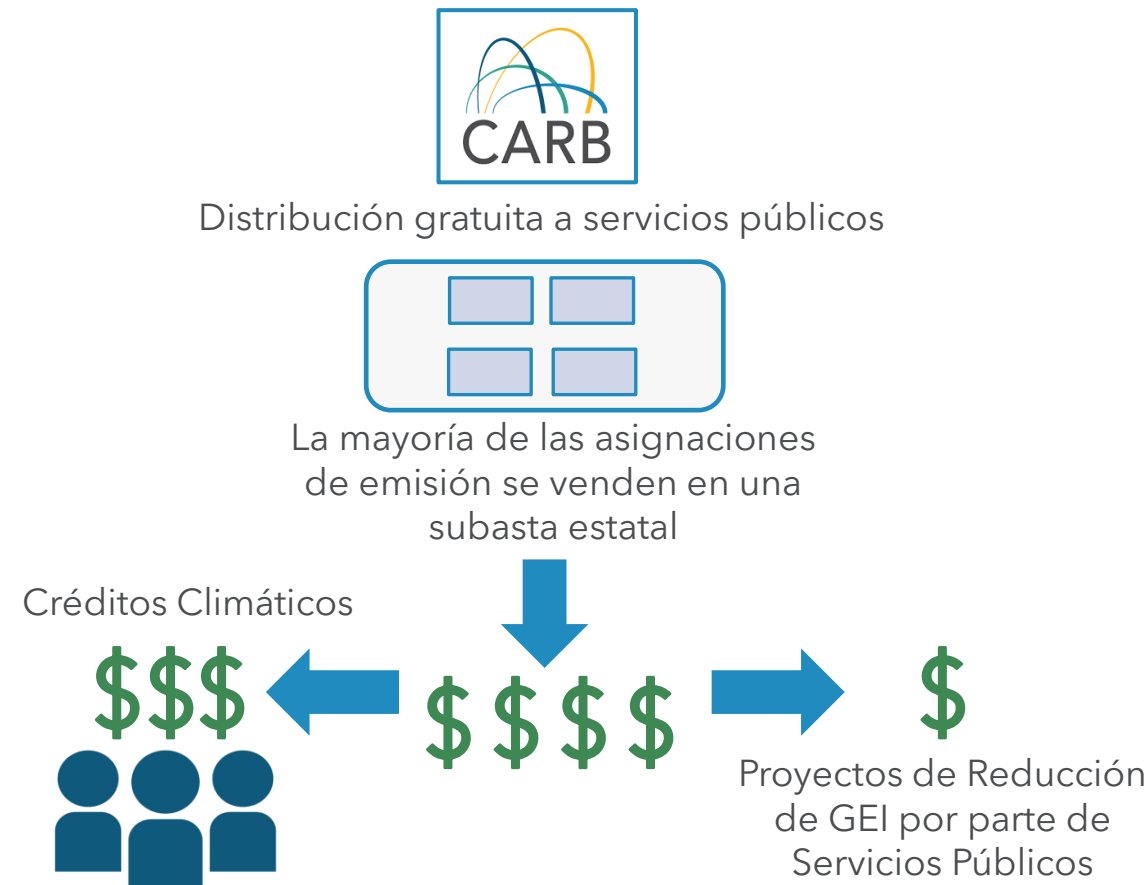 CARB
Distribución gratuita a servicios públicos
La mayoría de las asignaciones
de emisión se venden en una
subasta estatal
Créditos Climáticos
$$$
$ $ $ $
$
Proyectos de Reducción
de GEI por parte de
Servicios Públicos